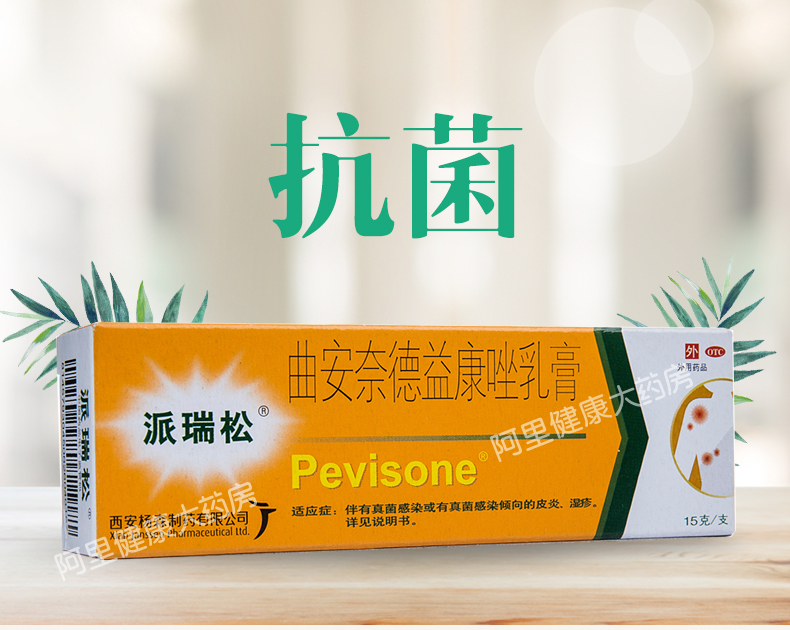 抗菌
外 OTC
外用药品
曲安奈德益康唑乳膏
派瑞松®
Pevisone®
适应症：伴有真菌感染或有真菌感染倾向的皮炎、湿疹。
详见说明书。
西安杨森制药有限公司
Xian Janssen Pharmaceutical Ltd.
15克/支
派瑞松®
阿里健康大药房
阿里健康大药房